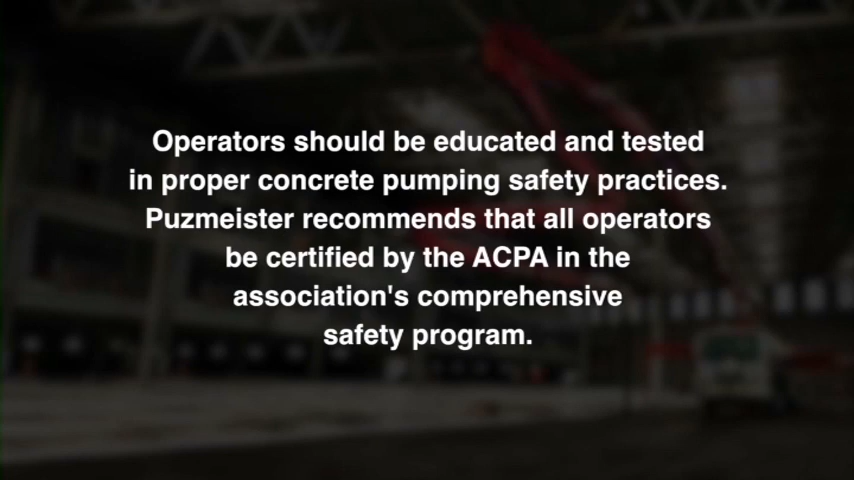 Operators should be educated and tested
in proper concrete pumping safety practices.
Puzmeister recommends that all operators
be certified by the ACPA in the
association's comprehensive
safety program.